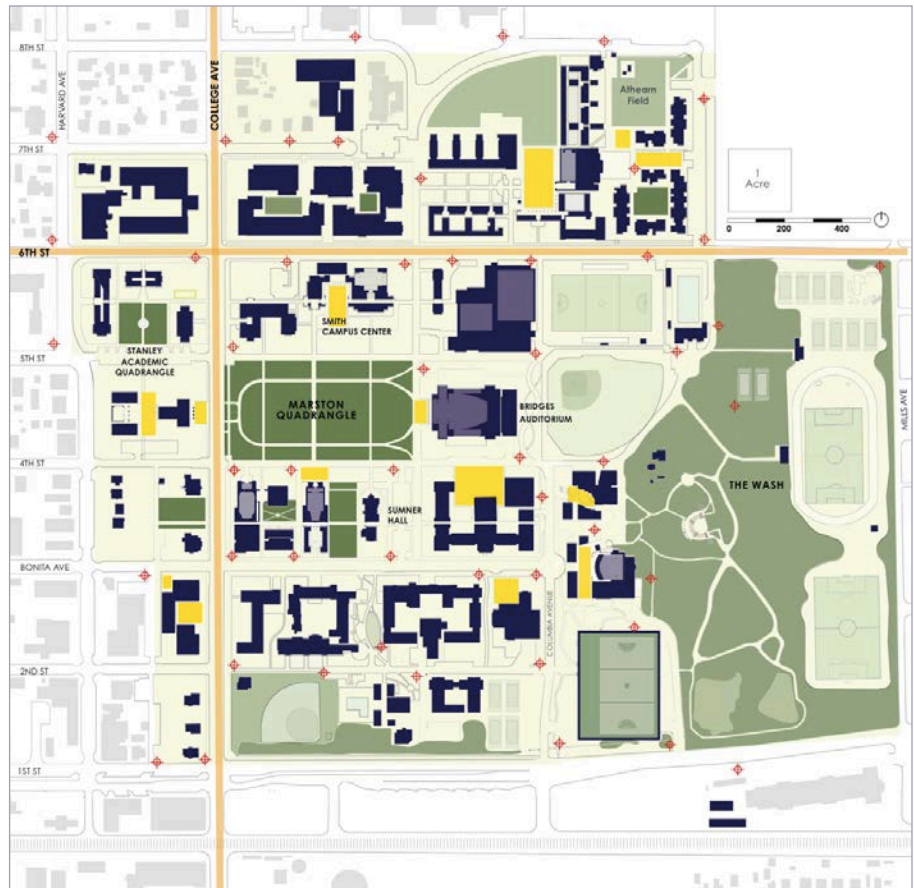 8TH ST
HARVARD AVE
COLLEGE AVE
Athearn
Field
7TH ST
1
Acre
0 200 400
6TH ST
SMITH
CAMPUS CENTER
STANLEY
ACADEMIC
QUADRANGLE
5TH ST
MARSTON
QUADRANGLE
BRIDGES
AUDITORIUM
MILLS AVE
4TH ST
THE WASH
SUMNER
HALL
BONITA AVE
COLUMBIA AVENUE
2ND ST
1ST ST